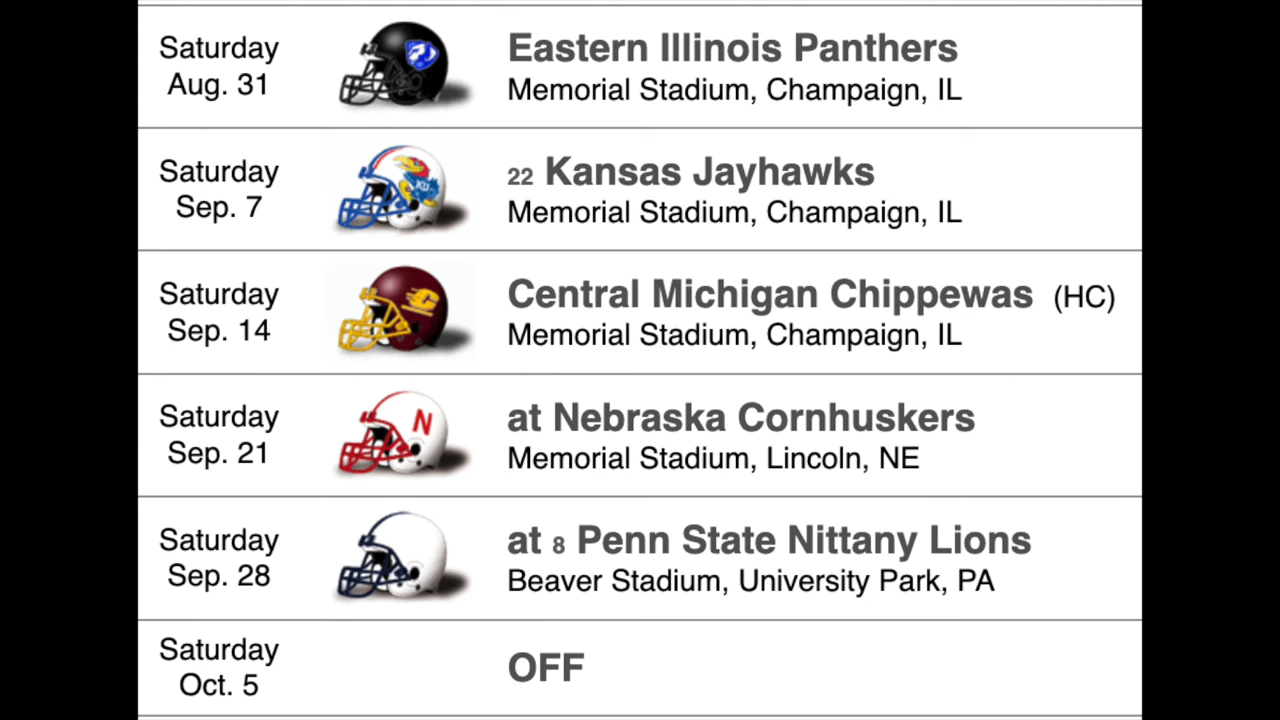 Saturday
Aug. 31
Eastern Illinois Panthers
Memorial Stadium, Champaign, IL
Saturday
Sep. 7
KU
22 Kansas Jayhawks
Memorial Stadium, Champaign, IL
Saturday
Sep. 14
C
Central Michigan Chippewas (HC)
Memorial Stadium, Champaign, IL
Saturday
Sep. 21
N
at Nebraska Cornhuskers
Memorial Stadium, Lincoln, NE
Saturday
Sep. 28
at 8 Penn State Nittany Lions
Beaver Stadium, University Park, PA
Saturday
Oct. 5
OFF